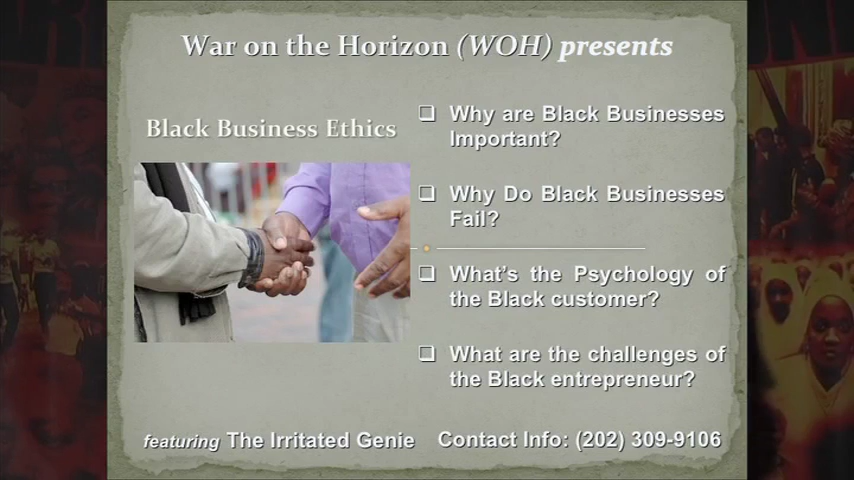 War on the Horizon (WOH) presents
Black Business Ethics
Why are Black Businesses
Important?
Why Do Black Businesses
Fail?
What's the Psychology of
the Black customer?
What are the challenges of
the Black entrepreneur?
featuring The Irritated Genie Contact Info: (202) 309-9106